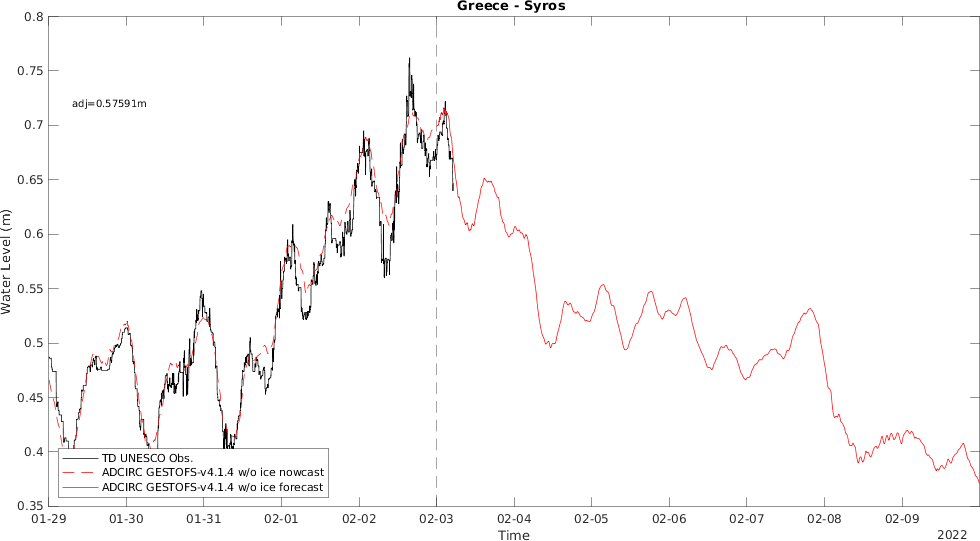 Greece - Syros
0.8
0.75
adj=0.57591m
0.7
0.65
0.6
0.55
0.5
0.45
0.4
0.35
Water Level (m)
TD UNESCO Obs.
ADCIRC GESTOFS-v4.1.4 w/o ice nowcast
ADCIRC GESTOFS-v4.1.4 w/o ice forecast
01-29 01-30 01-31 02-01 02-02 02-03 02-04 02-05 02-06 02-07 02-08 02-09
Time
2022